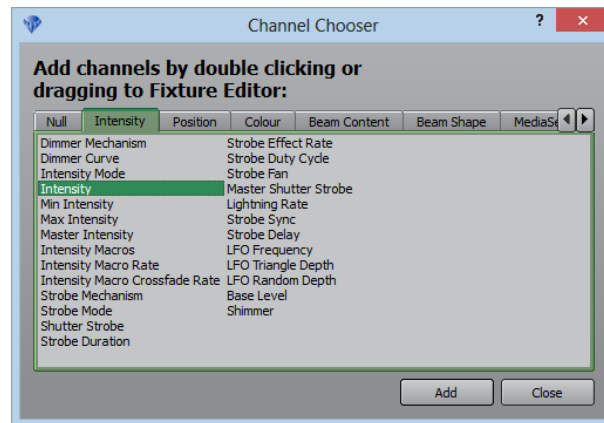 Channel Chooser
?
×
Add channels by double clicking or
dragging to Fixture Editor:
Null
Intensity
Position
Colour
Beam Content
Beam Shape
Dimmer Mechanism
Dimmer Curve
Intensity Mode
Intensity
Min Intensity
Max Intensity
Master Intensity
Intensity Macros
Intensity Macro Rate
Intensity Macro Crossfade Rate
Strobe Mechanism
Strobe Mode
Shutter Strobe
Strobe Duration
Strobe Effect Rate
Strobe Duty Cycle
Strobe Fan
Master Shutter Strobe
Lightning Rate
Strobe Sync
Strobe Delay
LFO Frequency
LFO Triangle Depth
LFO Random Depth
Base Level
Shimmer
Add
Close